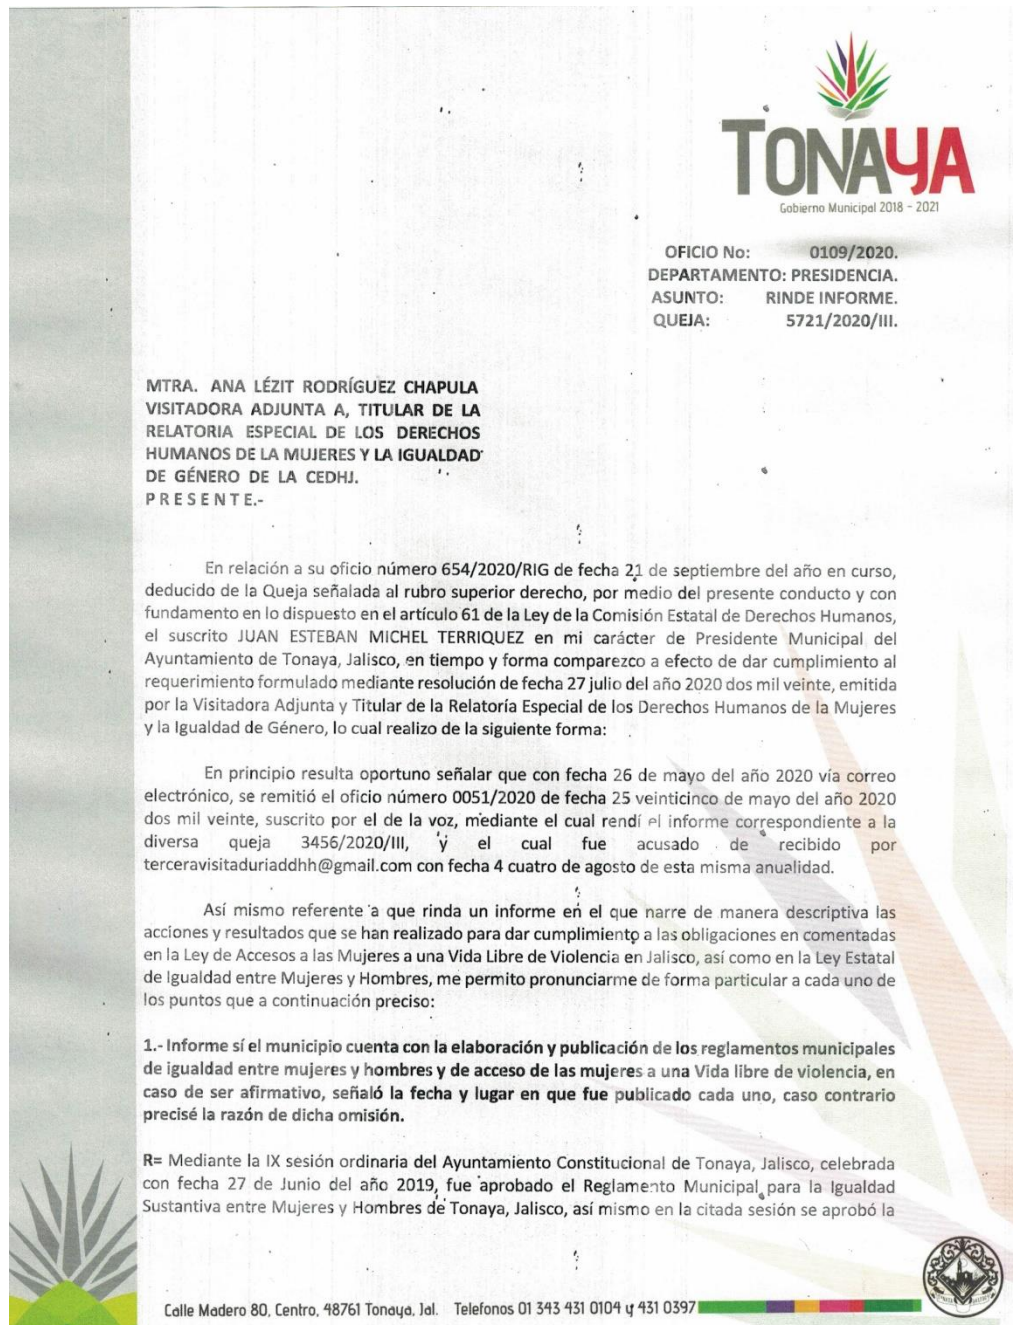 TONAYA
Gobierno Municipal 2018 - 2021
OFICIO No: 0109/2020.
DEPARTAMENTO: PRESIDENCIA.
ASUNTO: RINDE INFORME.
QUEJA: 5721/2020/III.
MTRA. ANA LÉZIT RODRÍGUEZ CHAPULA
VISITADORA ADJUNTA A, TITULAR DE LA
RELATORIA ESPECIAL DE LOS DERECHOS
HUMANOS DE LA MUJERES Y LA IGUALDAD
DE GÉNERO DE LA CEDHJ.
P R E S E N T E.-
En relación a su oficio número 654/2020/RIG de fecha 21 de septiembre del año en curso,
deducido de la Queja señalada al rubro superior derecho, por medio del presente conducto y con
fundamento en lo dispuesto en el artículo 61 de la Ley de la Comisión Estatal de Derechos Humanos,
el suscrito JUAN ESTEBAN MICHEL TERRIQUEZ en mi carácter de Presidente Municipal del
Ayuntamiento de Tonaya, Jalisco, en tiempo y forma comparezco a efecto de dar cumplimiento al
requerimiento formulado mediante resolución de fecha 27 julio del año 2020 dos mil veinte, emitida
por la Visitadora Adjunta y Titular de la Relatoría Especial de los Derechos Humanos de la Mujeres
y la Igualdad de Género, lo cual realizo de la siguiente forma:
En principio resulta oportuno señalar que con fecha 26 de mayo del año 2020 vía correo
electrónico, se remitió el oficio número 0051/2020 de fecha 25 veinticinco de mayo del año 2020
dos mil veinte, suscrito por el de la voz, mediante el cual rendí el informe correspondiente a la
diversa queja 3456/2020/III, y el cual fue acusado de recibido por
terceravisitaduriaddhh@gmail.com con fecha 4 cuatro de agosto de esta misma anualidad.
Así mismo referente a que rinda un informe en el que narre de manera descriptiva las
acciones y resultados que se han realizado para dar cumplimiento a las obligaciones en comentadas
en la Ley de Accesos a las Mujeres a una Vida Libre de Violencia en Jalisco, así como en la Ley Estatal
de Igualdad entre Mujeres y Hombres, me permito pronunciarme de forma particular a cada uno de
los puntos que a continuación preciso:
1.- Informe sí el municipio cuenta con la elaboración y publicación de los reglamentos municipales
de igualdad entre mujeres y hombres y de acceso de las mujeres a una Vida libre de violencia, en
caso de ser afirmativo, señaló la fecha y lugar en que fue publicado cada uno, caso contrario
precisé la razón de dicha omisión.
R= Mediante la IX sesión ordinaria del Ayuntamiento Constitucional de Tonaya, Jalisco, celebrada
con fecha 27 de Junio del año 2019, fue aprobado el Reglamento Municipal para la Igualdad
Sustantiva entre Mujeres y Hombres de Tonaya, Jalisco, así mismo en la citada sesión se aprobó la
Calle Madero 80, Centro, 48761 Tonaya, Jal. Telefonos 01 343 431 0104 y 431 0397